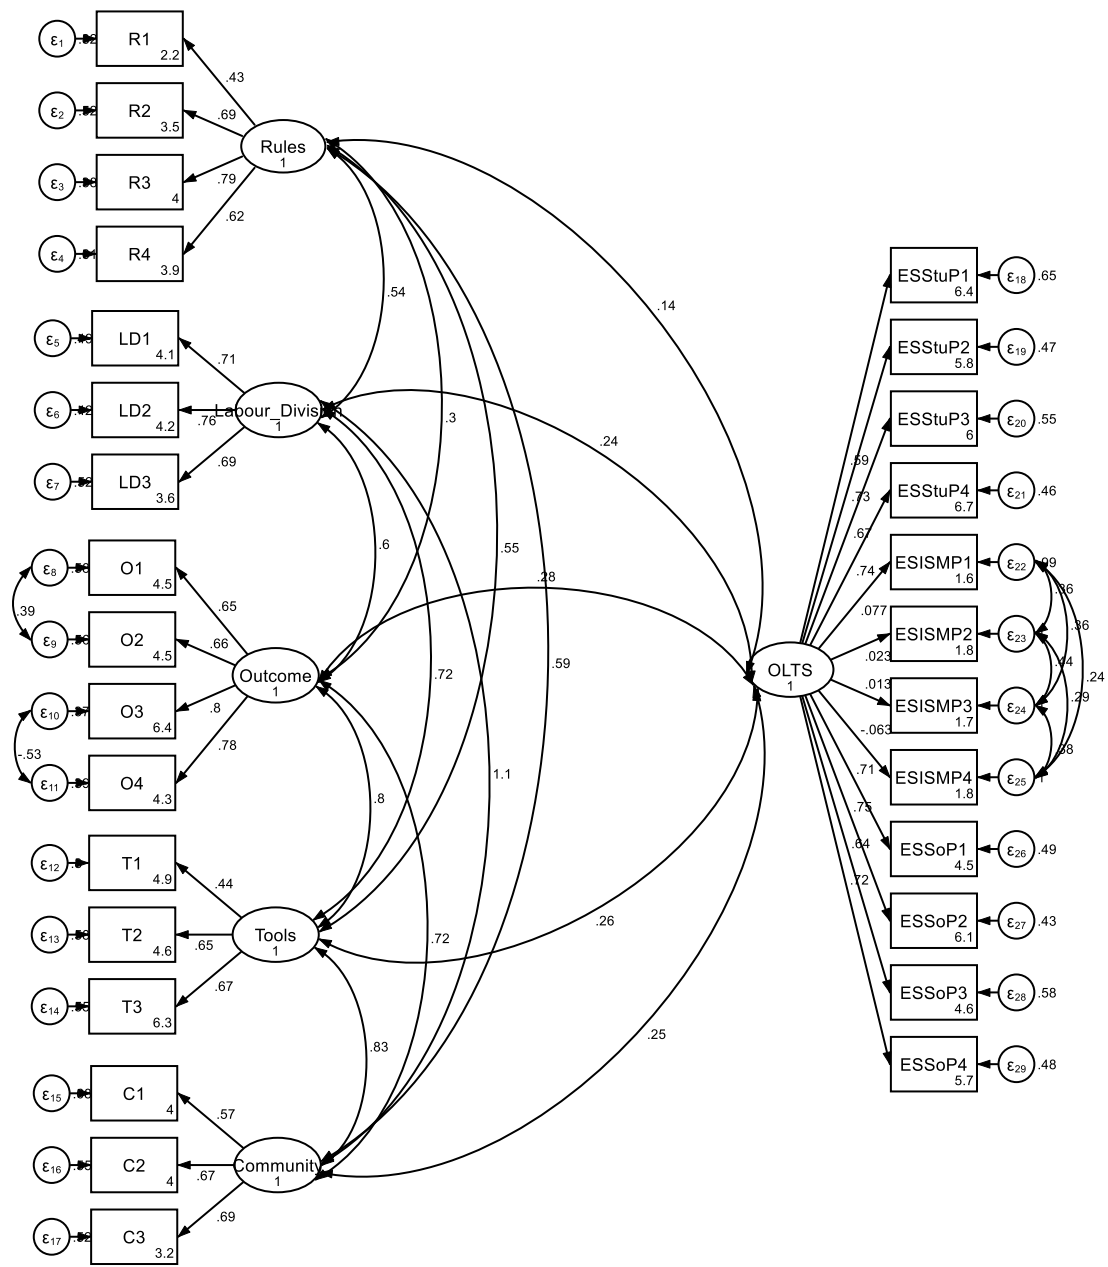 ε1
R1
2.2
ε2
R2
3.5
ε3
R3
4
ε4
R4
3.9
.43
.69
.79
.62
Rules
1
ε5
LD1
4.1
ε6
LD2
4.2
ε7
LD3
3.6
.71
.76
.69
Labour_Division
1
ε8
O1
4.5
ε9
O2
4.5
ε10
O3
6.4
ε11
O4
4.3
.39
-.53
.65
.66
.8
.78
Outcome
1
ε12
T1
4.9
ε13
T2
4.6
ε14
T3
6.3
.44
.65
.67
Tools
1
ε15
C1
4
ε16
C2
4
ε17
C3
3.2
.57
.67
.69
Community
1
.54
.3
.6
.55
.72
.59
1.1
.8
.72
.83
.14
.24
.28
.26
.25
OLTS
1
.59
.73
.67
.74
.077
.023
.013
-.063
.71
.75
.64
.72
ESStuP1
6.4
ε18
.65
ESStuP2
5.8
ε19
.47
ESStuP3
6
ε20
.55
ESStuP4
6.7
ε21
.46
ESISMP1
1.6
ε22
.99
ESISMP2
1.8
ε23
ESISMP3
1.7
ε24
ESISMP4
1.8
ε25
1
.36
.36
.24
.44
.29
.38
ESSoP1
4.5
ε26
.49
ESSoP2
6.1
ε27
.43
ESSoP3
4.6
ε28
.58
ESSoP4
5.7
ε29
.48